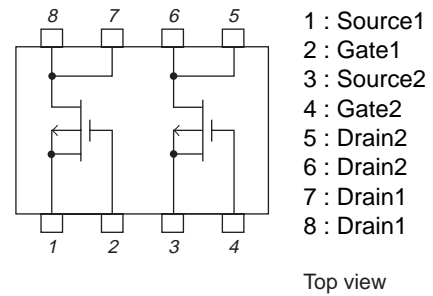 8 7 6 5
1 2 3 4
1 : Source1
2 : Gate1
3 : Source2
4 : Gate2
5 : Drain2
6 : Drain2
7 : Drain1
8 : Drain1
Top view